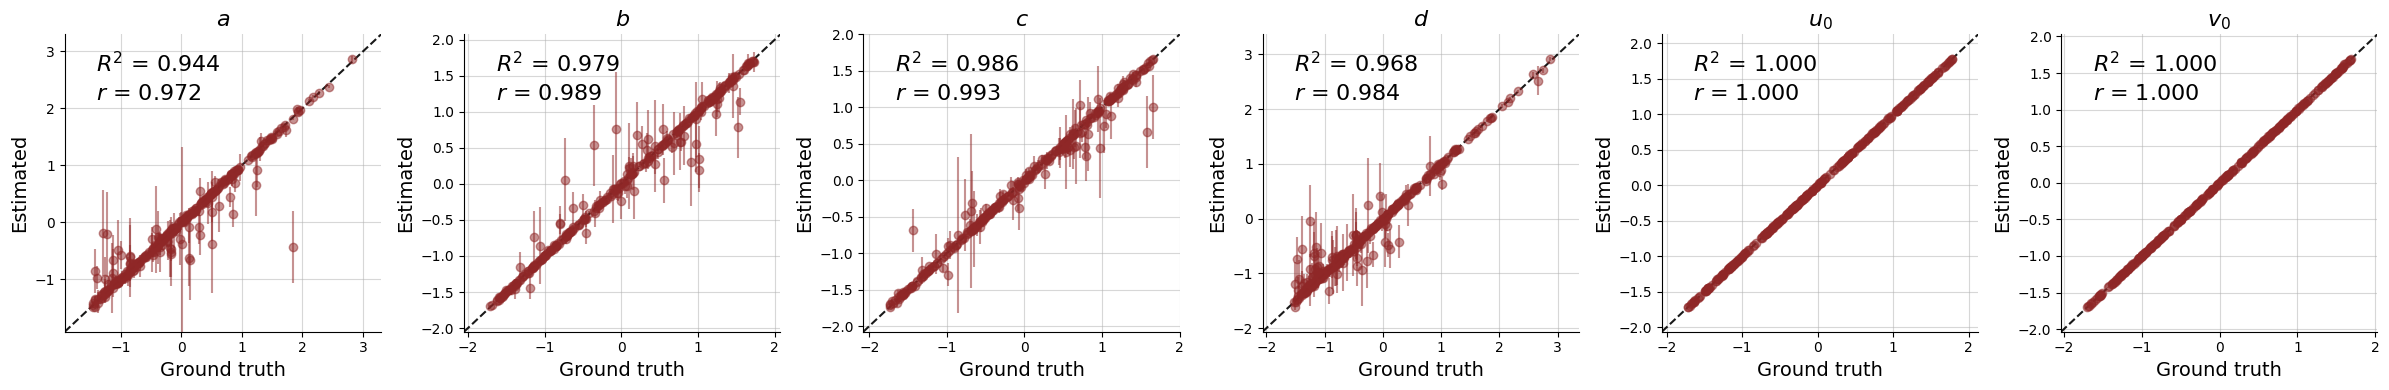 a
R² = 0.944
r = 0.972
3
2
1
0
−1
−1
0
1
2
3
Estimated
Ground truth
b
R² = 0.979
r = 0.989
2.0
1.5
1.0
0.5
0.0
−0.5
−1.0
−1.5
−2.0
−2
−1
0
1
2
Estimated
Ground truth
c
R² = 0.986
r = 0.993
2.0
1.5
1.0
0.5
0.0
−0.5
−1.0
−1.5
−2.0
−2
−1
0
1
2
Estimated
Ground truth
d
R² = 0.968
r = 0.984
3
2
1
0
−1
−2
−2
−1
0
1
2
3
Estimated
Ground truth
u₀
R² = 1.000
r = 1.000
2.0
1.5
1.0
0.5
0.0
−0.5
−1.0
−1.5
−2.0
−2
−1
0
1
2
Estimated
Ground truth
v₀
R² = 1.000
r = 1.000
2.0
1.5
1.0
0.5
0.0
−0.5
−1.0
−1.5
−2.0
−2
−1
0
1
2
Estimated
Ground truth